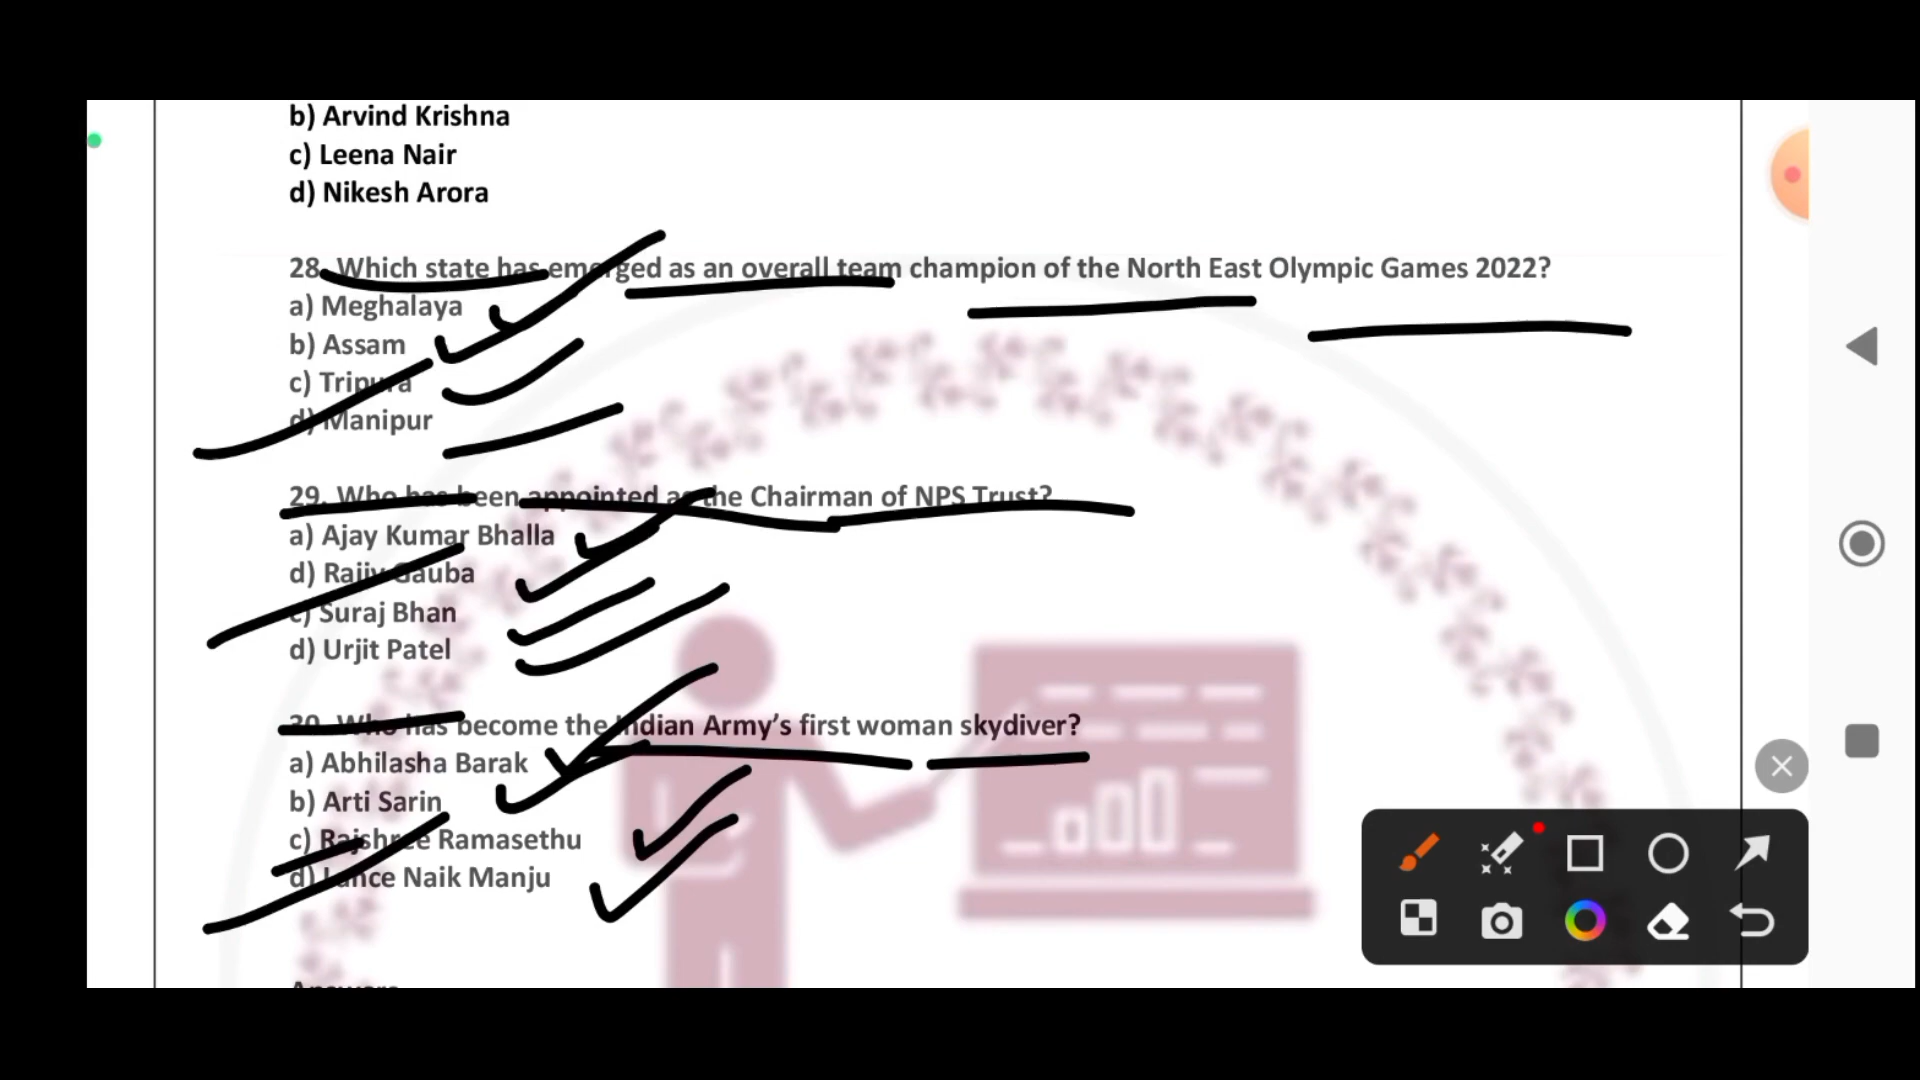 b) Arvind Krishna
c) Leena Nair
d) Nikesh Arora
28. Which state has emerged as an overall team champion of the North East Olympic Games 2022?
a) Meghalaya
b) Assam
c) Tripura
d) Manipur
29. Who has been appointed as the Chairman of NPS Trust?
a) Ajay Kumar Bhalla
d) Rajiv Gauba
c) Suraj Bhan
d) Urjit Patel
30. Who has become the Indian Army's first woman skydiver?
a) Abhilasha Barak
b) Arti Sarin
c) Rajshree Ramasethu
d) Lance Naik Manju
Answers